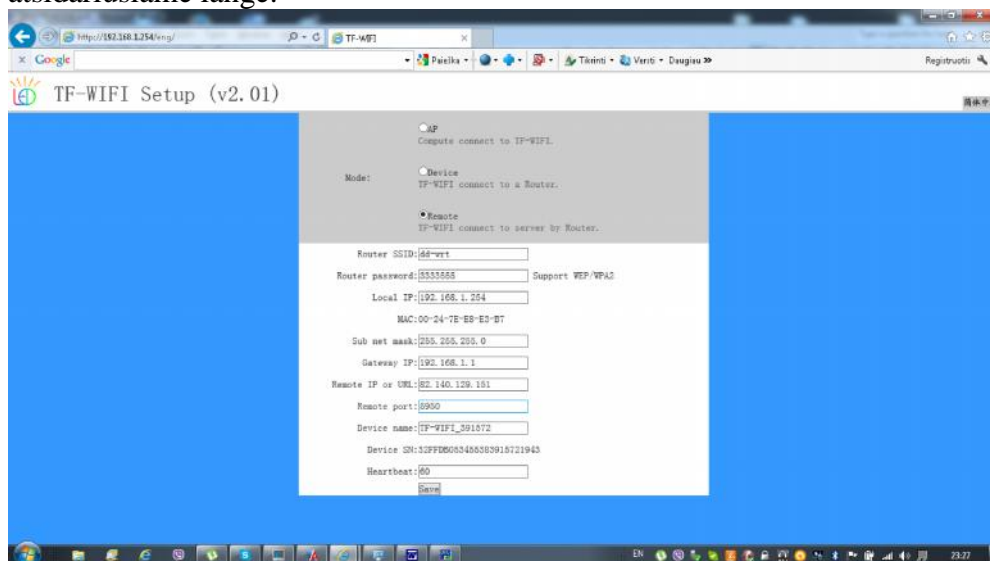 atsidariusiame lange:
http://192.168.1.254/eng/
TF-WIFI
x Google
Paieška
Tikrinti
Versti
Daugiau »
Registruotis
TF-WIFI Setup (v2.01)
AP
Compute connect to TF-WIFI.
Mode:
Device
TF-WIFI connect to a Router.
Remote
TF-WIFI connect to server by Router.
Router SSID: dd-wrt
Router password: Support WEP/WPA2
Local IP: 192.168.1.254
MAC: 00-24-7E-E8-E3-B7
Sub net mask: 255.255.255.0
Gateway IP: 192.168.1.1
Remote IP or URL: 82.140.129.151
Remote port:
Device name: TF-WIFI_391872
Device SN:
Heartbeat: 60
Save
EN
23:27